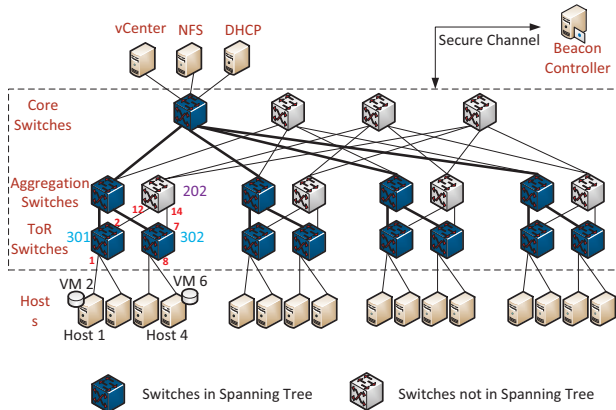 vCenter NFS DHCP
Secure Channel
Beacon
Controller
Core
Switches
Aggregation
Switches
202
12
14
2
7
ToR
Switches
301
302
1
8
VM 2
VM 6
Host
s
Host 1
Host 4
Switches in Spanning Tree
Switches not in Spanning Tree